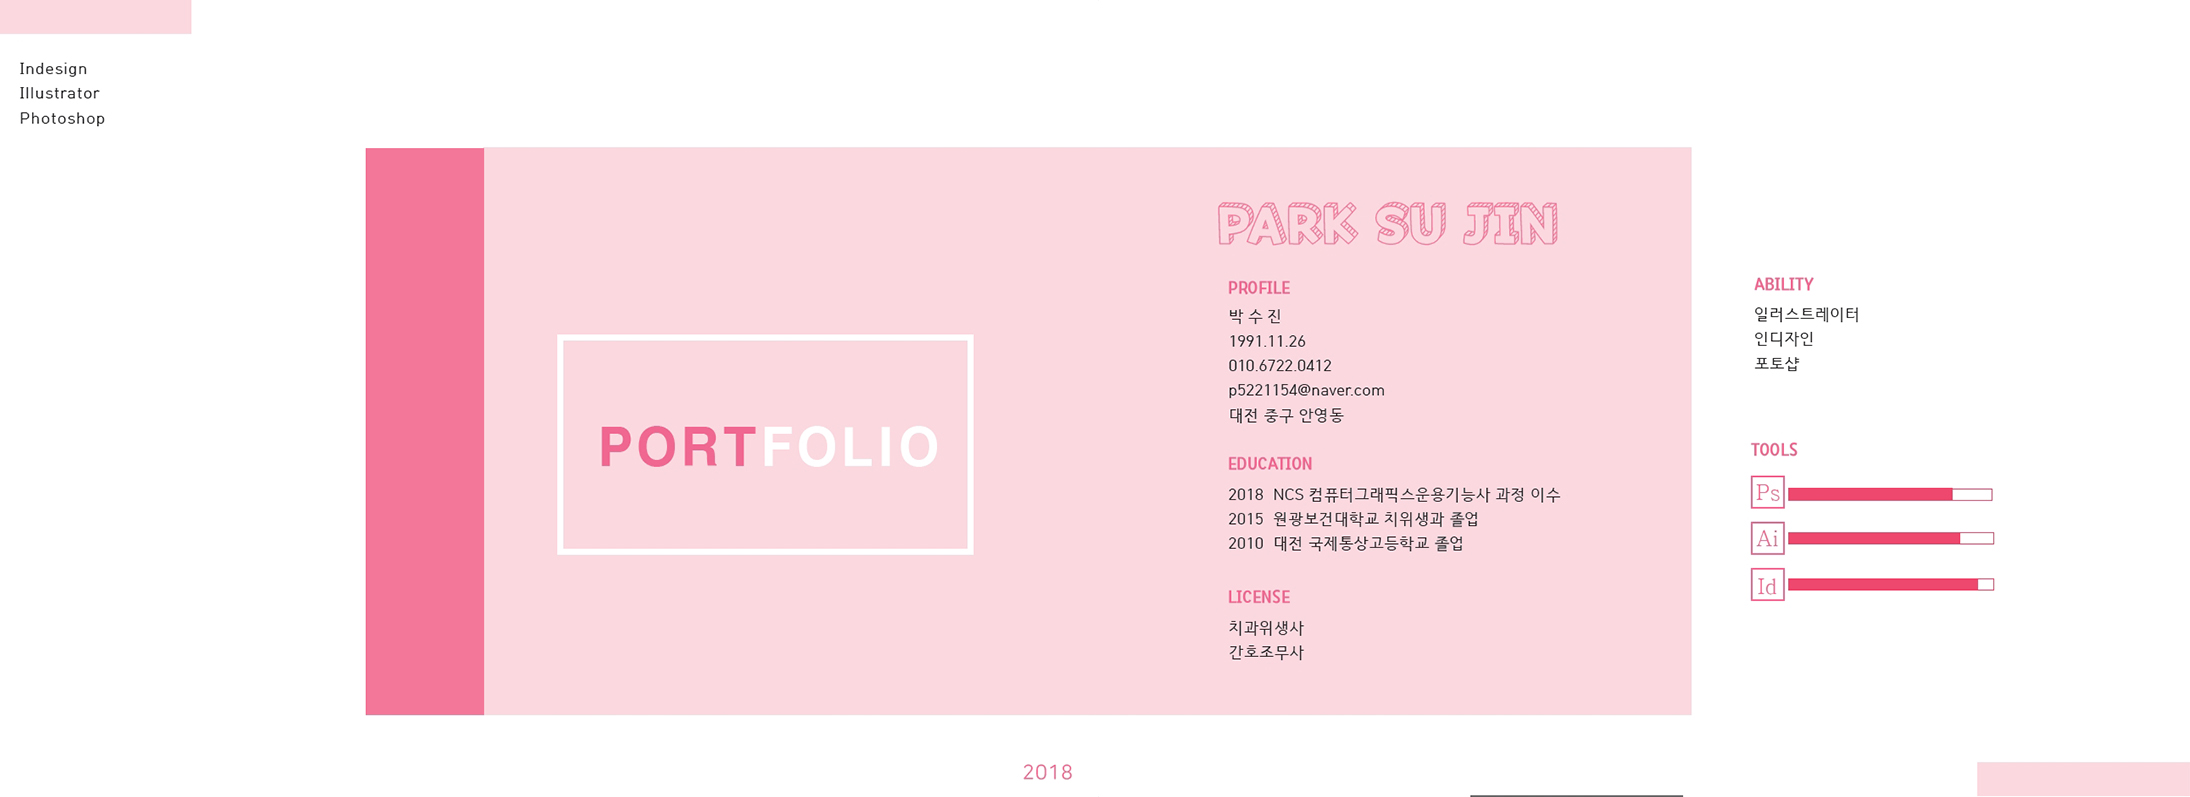 Indesign
Illustrator
Photoshop
PORTFOLIO
PARK SU JIN
PROFILE
박 수 진
1991.11.26
010.6722.0412
p5221154@naver.com
대전 중구 안영동
EDUCATION
2018 NCS 컴퓨터그래픽스운용기능사 과정 이수
2015 원광보건대학교 치위생과 졸업
2010 대전 국제통상고등학교 졸업
LICENSE
치과위생사
간호조무사
ABILITY
일러스트레이터
인디자인
포토샵
TOOLS
Ps
Ai
Id
2018